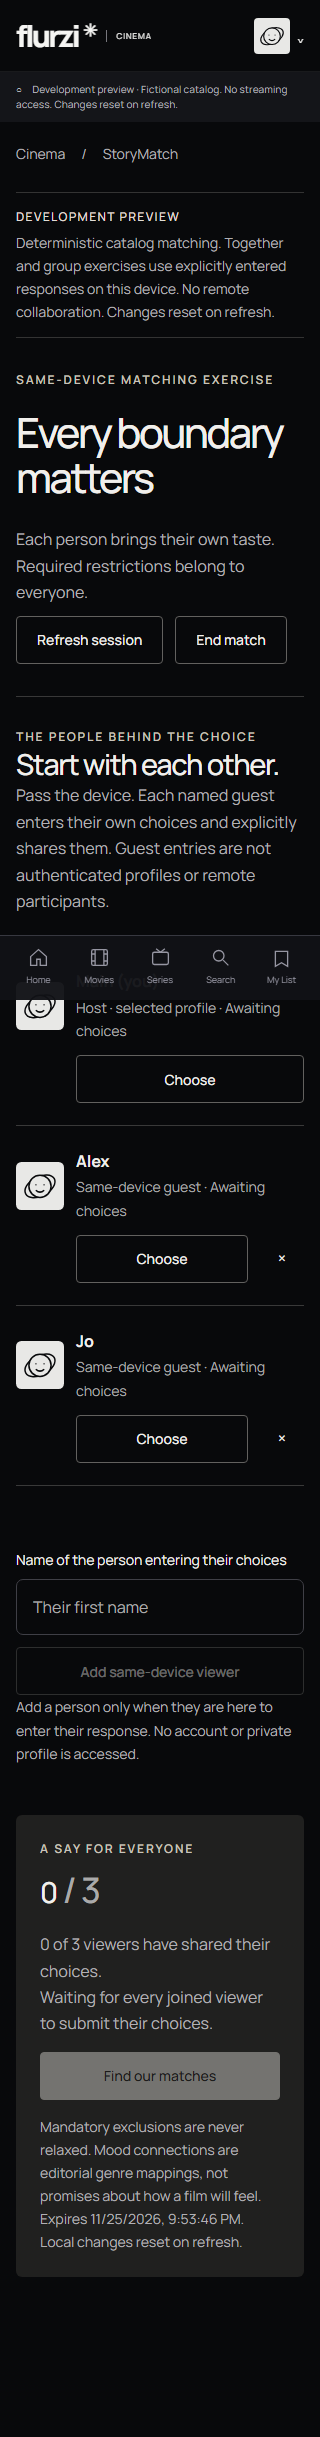 flurzi* | CINEMA
Development preview · Fictional catalog. No streaming
access. Changes reset on refresh.
Cinema / StoryMatch
DEVELOPMENT PREVIEW
Deterministic catalog matching. Together
and group exercises use explicitly entered
responses on this device. No remote
collaboration. Changes reset on refresh.
SAME-DEVICE MATCHING EXERCISE
Every boundary
matters
Each person brings their own taste.
Required restrictions belong to
everyone.
Refresh session End match
THE PEOPLE BEHIND THE CHOICE
Start with each other.
Pass the device. Each named guest
enters their own choices and explicitly
shares them. Guest entries are not
authenticated profiles or remote
participants.
Home Movies Series Search My List
Host · selected profile · Awaiting
choices
Choose
Alex
Same-device guest · Awaiting
choices
Choose ×
Jo
Same-device guest · Awaiting
choices
Choose ×
Name of the person entering their choices
Their first name
Add same-device viewer
Add a person only when they are here to
enter their response. No account or private
profile is accessed.
A SAY FOR EVERYONE
0 / 3
0 of 3 viewers have shared their
choices.
Waiting for every joined viewer
to submit their choices.
Find our matches
Mandatory exclusions are never
relaxed. Mood connections are
editorial genre mappings, not
promises about how a film will feel.
Expires 11/25/2026, 9:53:46 PM.
Local changes reset on refresh.